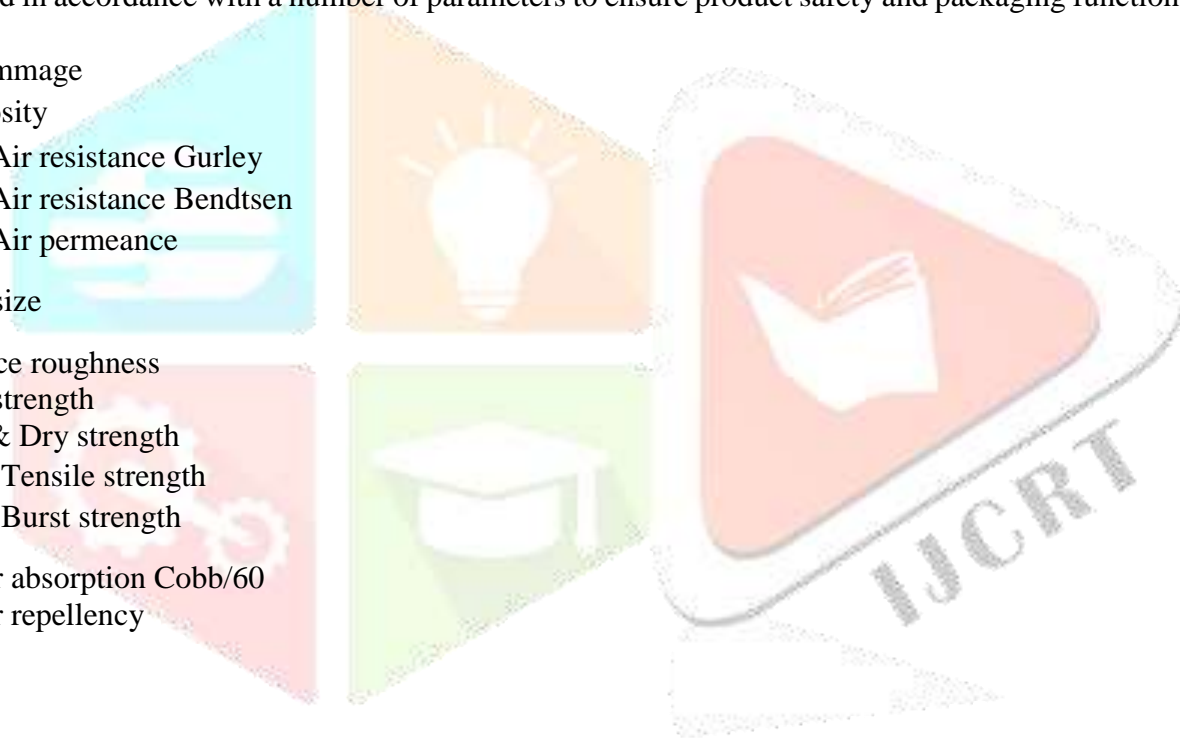 d in accordance with a number of parameters to ensure product safety and packaging function
mmage
sity
Air resistance Gurley
Air resistance Bendtsen
Air permeance
size
ce roughness
strength
& Dry strength
Tensile strength
Burst strength
r absorption Cobb/60
r repellency
IJCRT